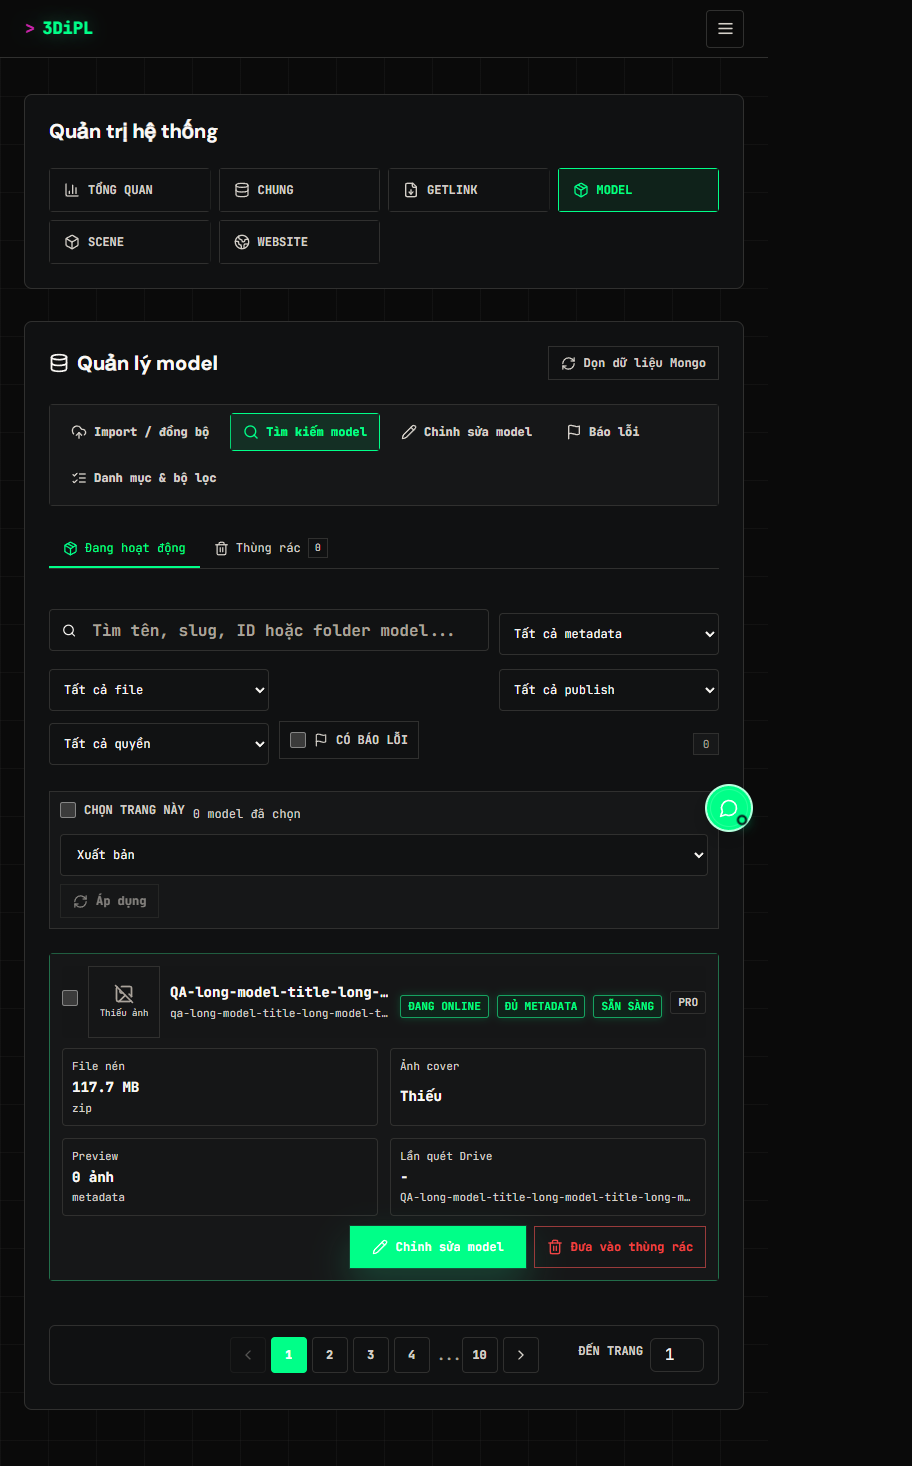 > 3DiPL
Quản trị hệ thống
TỔNG QUAN
CHUNG
GETLINK
MODEL
SCENE
WEBSITE
Quản lý model
Dọn dữ liệu Mongo
Import / đồng bộ
Tìm kiếm model
Chỉnh sửa model
Báo lỗi
Danh mục & bộ lọc
Đang hoạt động
Thùng rác 0
Tìm tên, slug, ID hoặc folder model...
Tất cả metadata
Tất cả file
Tất cả publish
Tất cả quyền
CÓ BÁO LỖI
0
CHỌN TRANG NÀY 0 model đã chọn
Xuất bản
Áp dụng
Thiếu ảnh
QA-long-model-title-long-…
qa-long-model-title-long-model-t…
ĐANG ONLINE
ĐỦ METADATA
SẴN SÀNG
PRO
File nén
117.7 MB
zip
Ảnh cover
Thiếu
Preview
0 ảnh
metadata
Lần quét Drive
-
QA-long-model-title-long-model-title-long-m…
Chỉnh sửa model
Đưa vào thùng rác
1 2 3 4 ... 10
ĐẾN TRANG 1